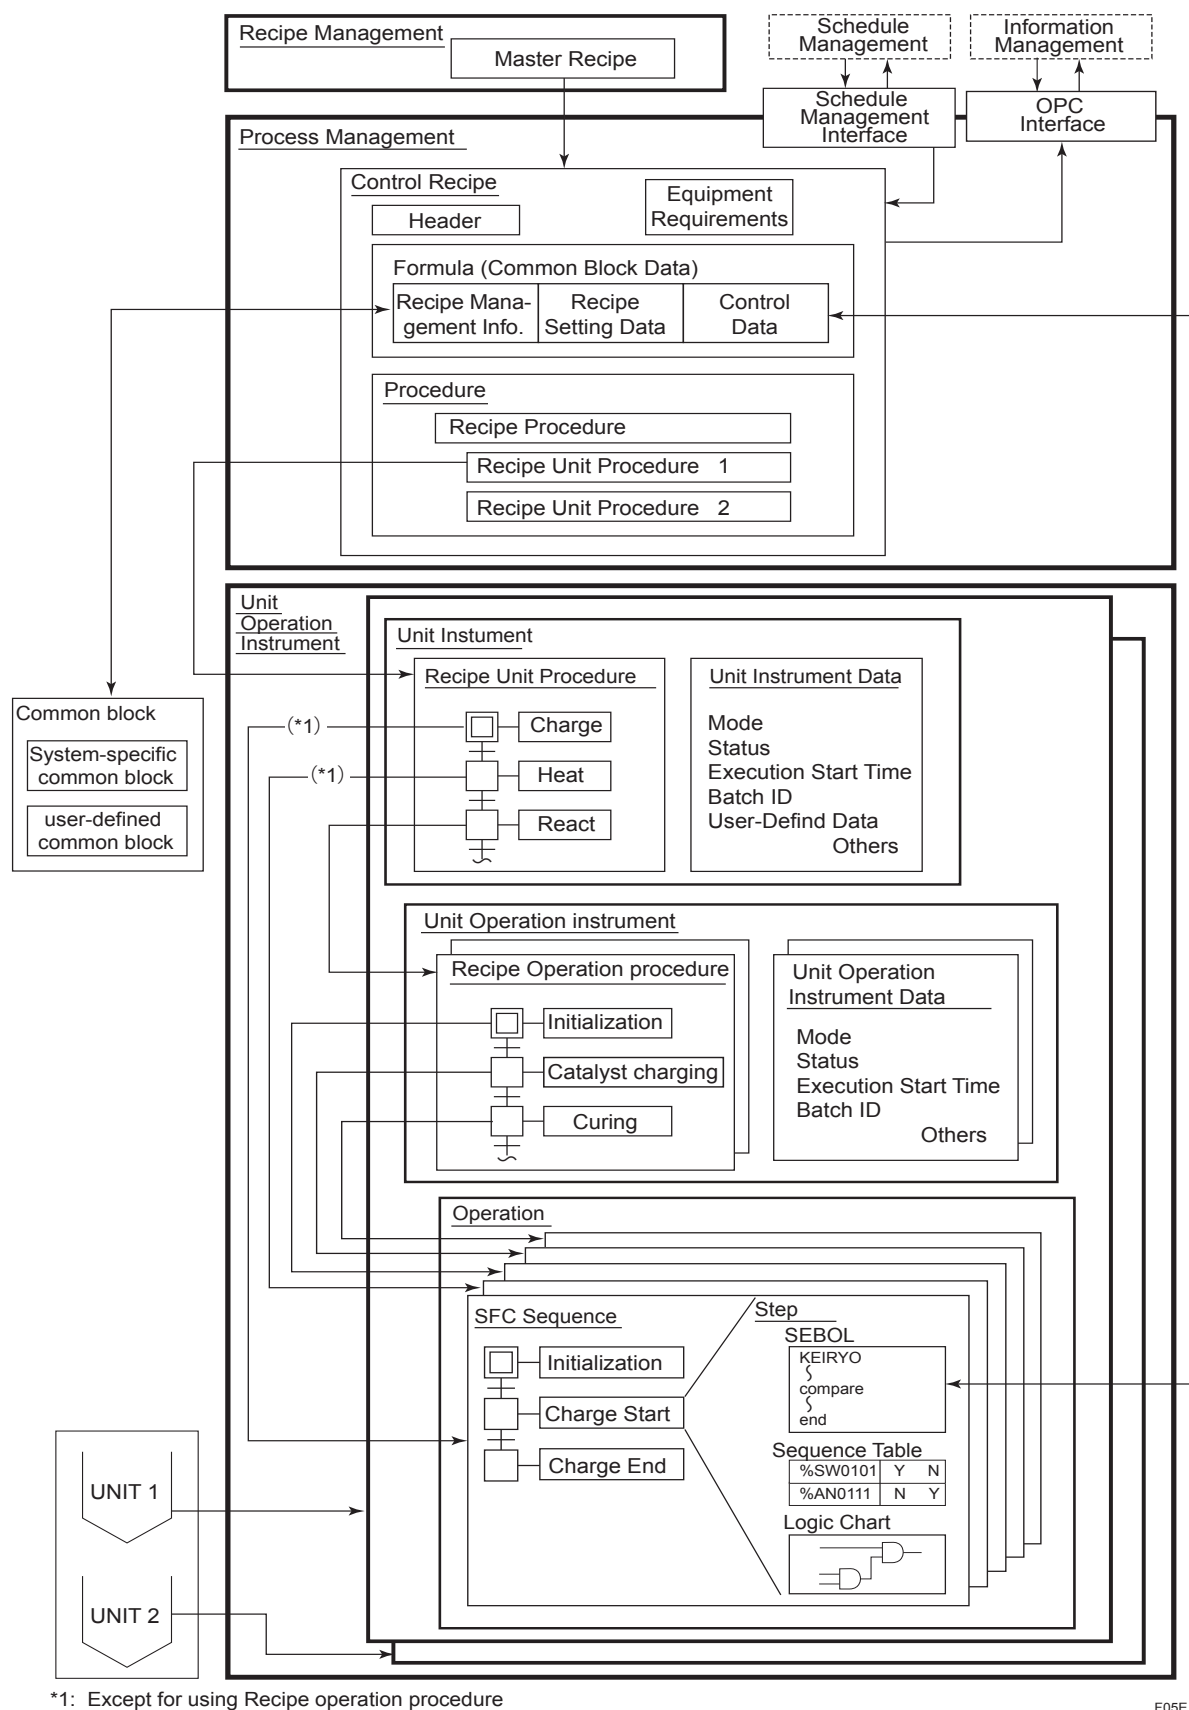 Recipe Management
Master Recipe
Schedule
Management
Information
Management
Schedule
Management
Interface
OPC
Interface
Process Management
Control Recipe
Header
Equipment
Requirements
Formula (Common Block Data)
Recipe Mana-
gement Info.
Recipe
Setting Data
Control
Data
Procedure
Recipe Procedure
Recipe Unit Procedure 1
Recipe Unit Procedure 2
Unit
Operation
Instrument
Unit Instument
Recipe Unit Procedure
(*1)
Charge
(*1)
Heat
React
Unit Instrument Data
Mode
Status
Execution Start Time
Batch ID
User-Defind Data
Others
Common block
System-specific
common block
user-defined
common block
Unit Operation instrument
Recipe Operation procedure
Initialization
Catalyst charging
Curing
Unit Operation
Instrument Data
Mode
Status
Execution Start Time
Batch ID
Others
Operation
SFC Sequence
Initialization
Charge Start
Charge End
Step
SEBOL
KEIRYO
compare
end
Sequence Table
%SW0101 Y N
%AN0111 N Y
Logic Chart
UNIT 1
UNIT 2
*1: Except for using Recipe operation procedure